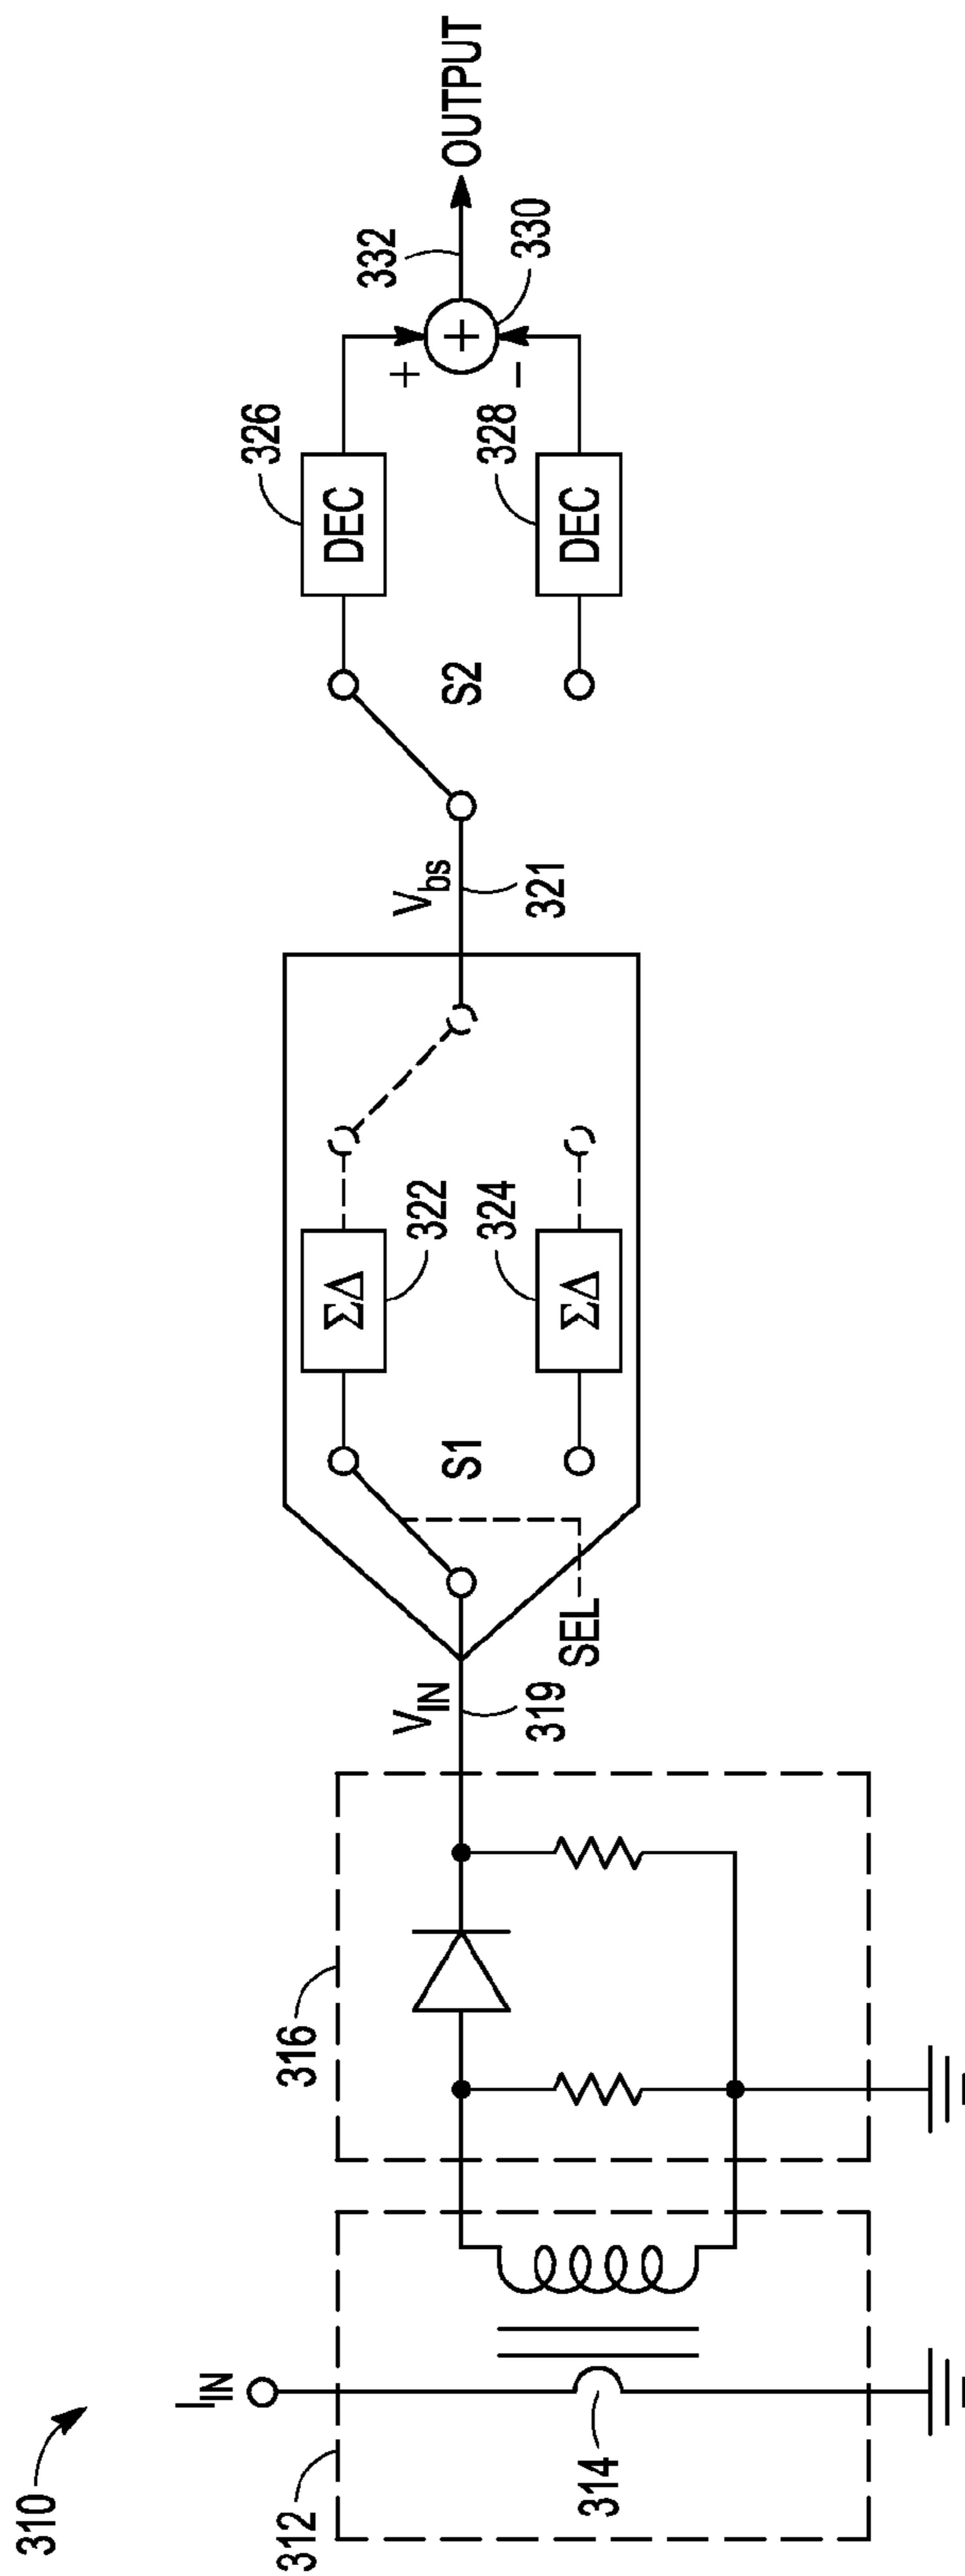 310
312
I_IN
314
316
V_IN
319
SEL
S1
ΣΔ
322
ΣΔ
324
V_bs
321
S2
DEC
326
DEC
328
+
−
+
330
332
OUTPUT